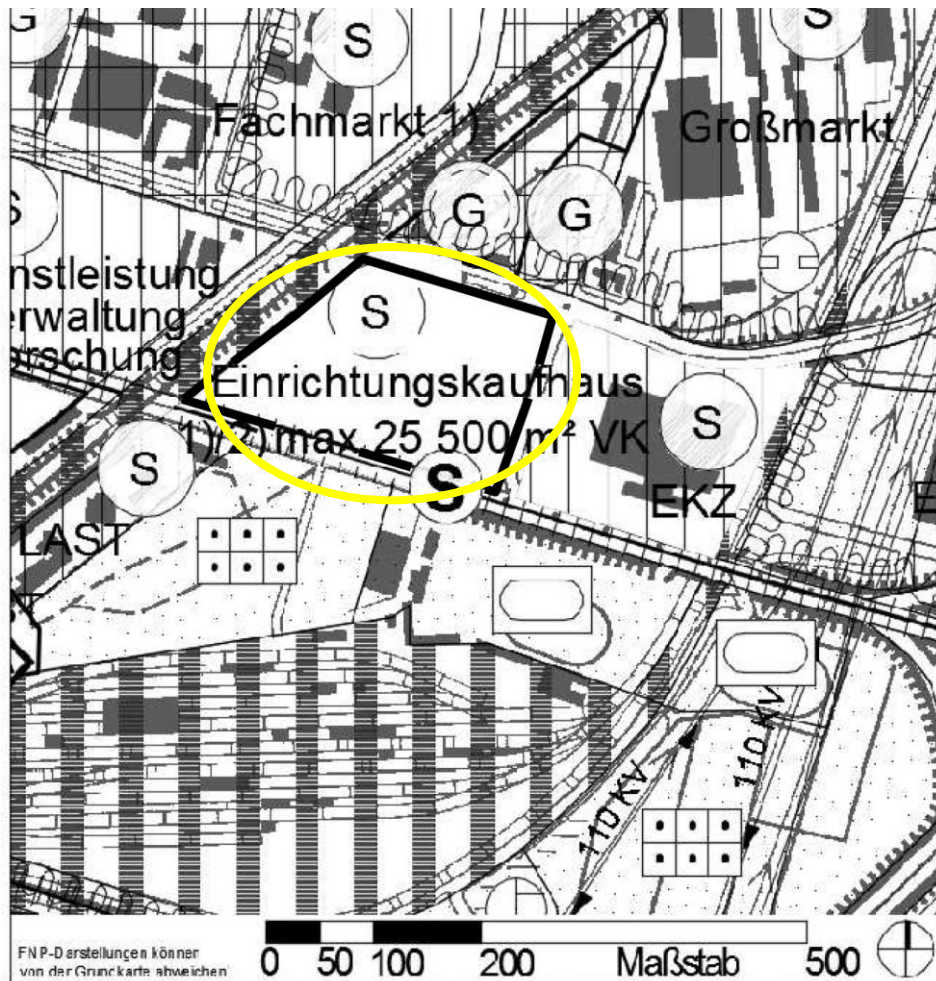 G
S
S
Fachmarkt 1)
Großmarkt
S
G
G
nstleistung
erwaltung
orschung
S
Einrichtungskaufhaus
1)/2) max 25 500 m² VK
S
S
S
EKZ
E
LAST
110 KV
110 KV
FNP-Darstellungen können
von der Grundkarte abweichen
0 50 100 200 Maßstab 500